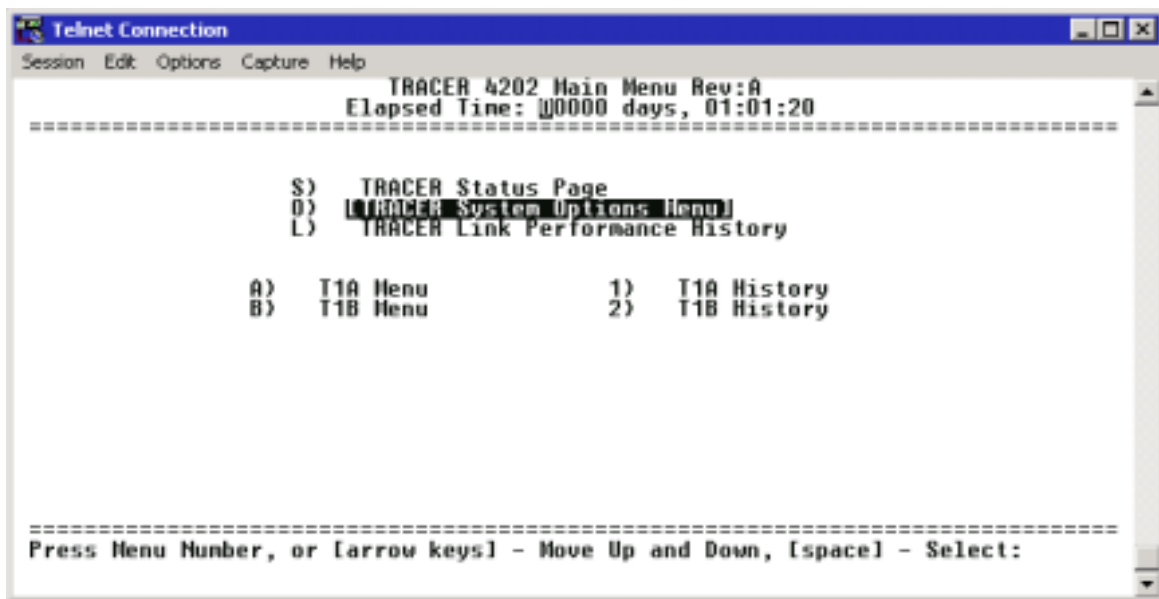 Telnet Connection
Session Edit Options Capture Help
TRACER 4202 Main Menu Rev:A
Elapsed Time: 00000 days, 01:01:20
==============================================================================
S) TRACER Status Page
O) [TRACER System Options Menu]
L) TRACER Link Performance History
A) T1A Menu 1) T1A History
B) T1B Menu 2) T1B History
==============================================================================
Press Menu Number, or [arrow keys] - Move Up and Down, [space] - Select: